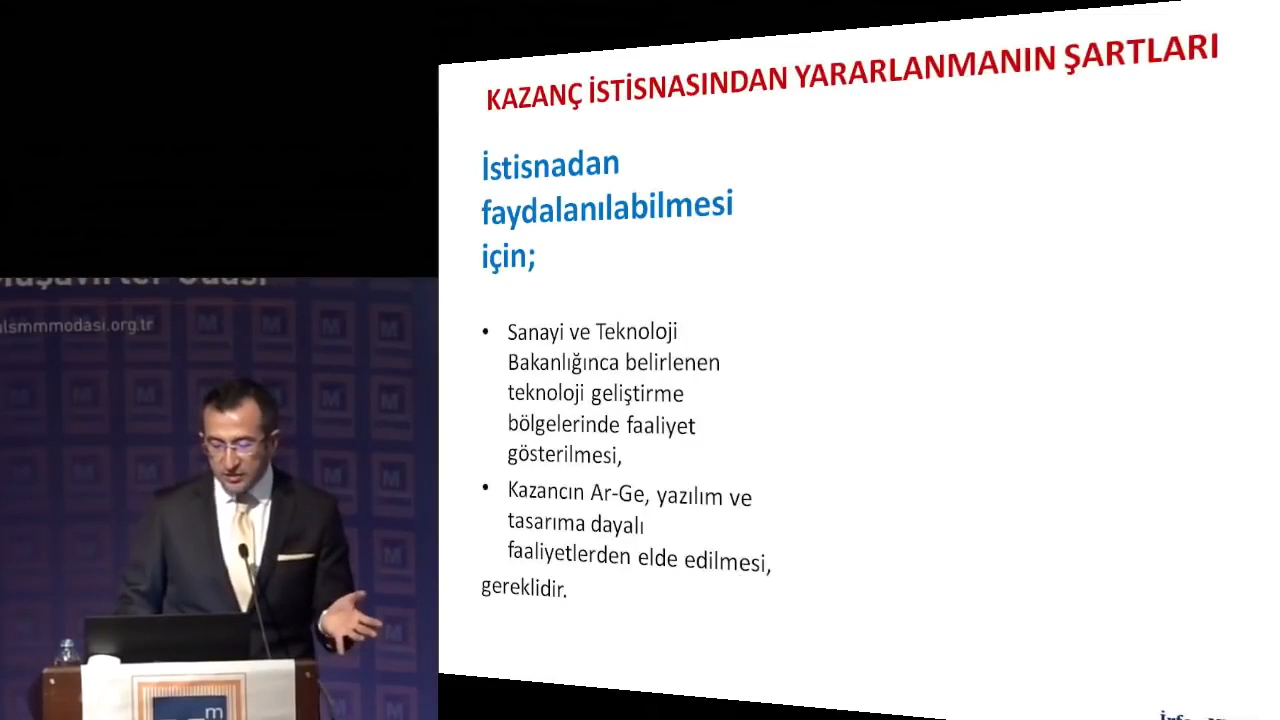 KAZANÇ İSTİSNASINDAN YARARLANMANIN ŞARTLARI
İstisnadan
faydalanılabilmesi
için;
• Sanayi ve Teknoloji
Bakanlığınca belirlenen
teknoloji geliştirme
bölgelerinde faaliyet
gösterilmesi,
• Kazancın Ar-Ge, yazılım ve
tasarıma dayalı
faaliyetlerden elde edilmesi,
gereklidir.
lsmmmodasi.org.tr
m